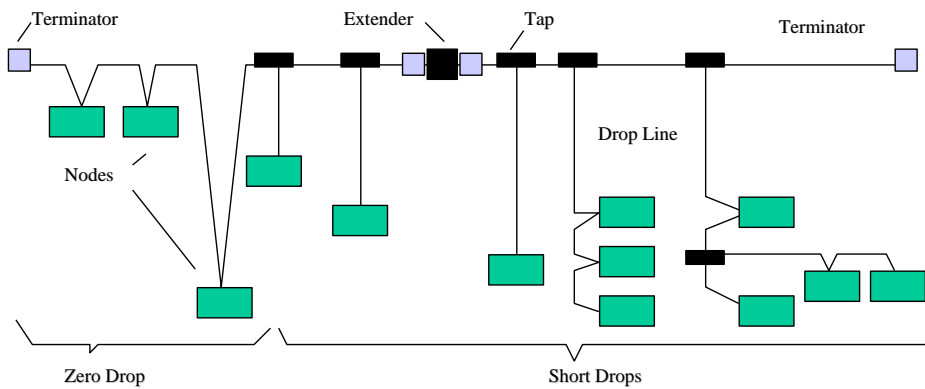 Terminator
Extender
Tap
Terminator
Drop Line
Nodes
Zero Drop
Short Drops